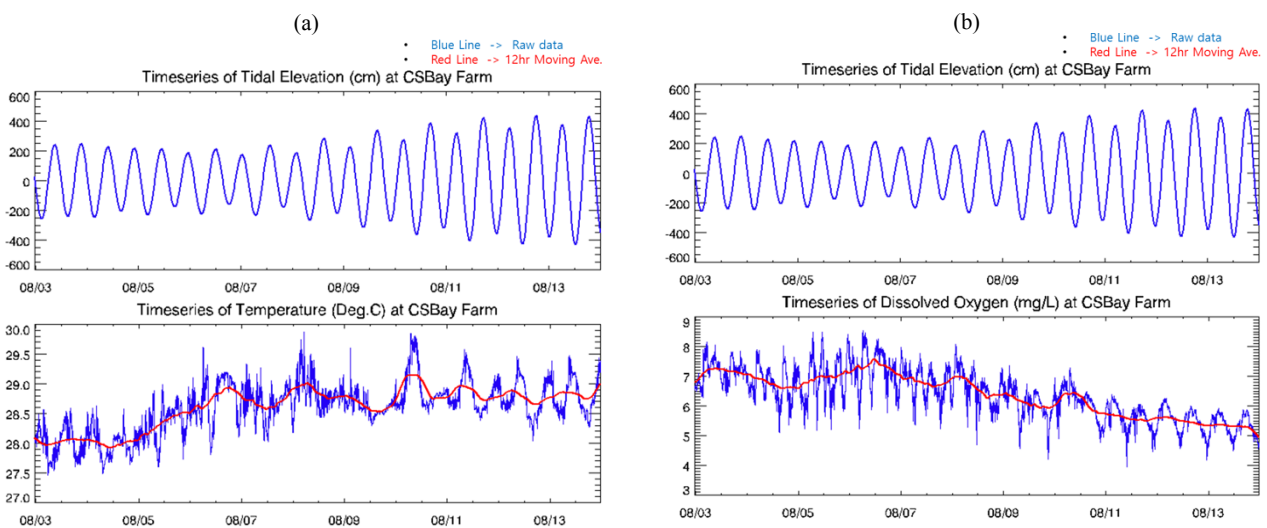 (a)
• Blue Line -> Raw data
• Red Line -> 12hr Moving Ave.
Timeseries of Tidal Elevation (cm) at CSBay Farm
600
400
200
0
-200
-400
-600
08/03 08/05 08/07 08/09 08/11 08/13
Timeseries of Temperature (Deg.C) at CSBay Farm
30.0
29.5
29.0
28.5
28.0
27.5
27.0
08/03 08/05 08/07 08/09 08/11 08/13
(b)
• Blue Line -> Raw data
• Red Line -> 12hr Moving Ave.
Timeseries of Tidal Elevation (cm) at CSBay Farm
600
400
200
0
-200
-400
-600
08/03 08/05 08/07 08/09 08/11 08/13
Timeseries of Dissolved Oxygen (mg/L) at CSBay Farm
9
8
7
6
5
4
3
08/03 08/05 08/07 08/09 08/11 08/13